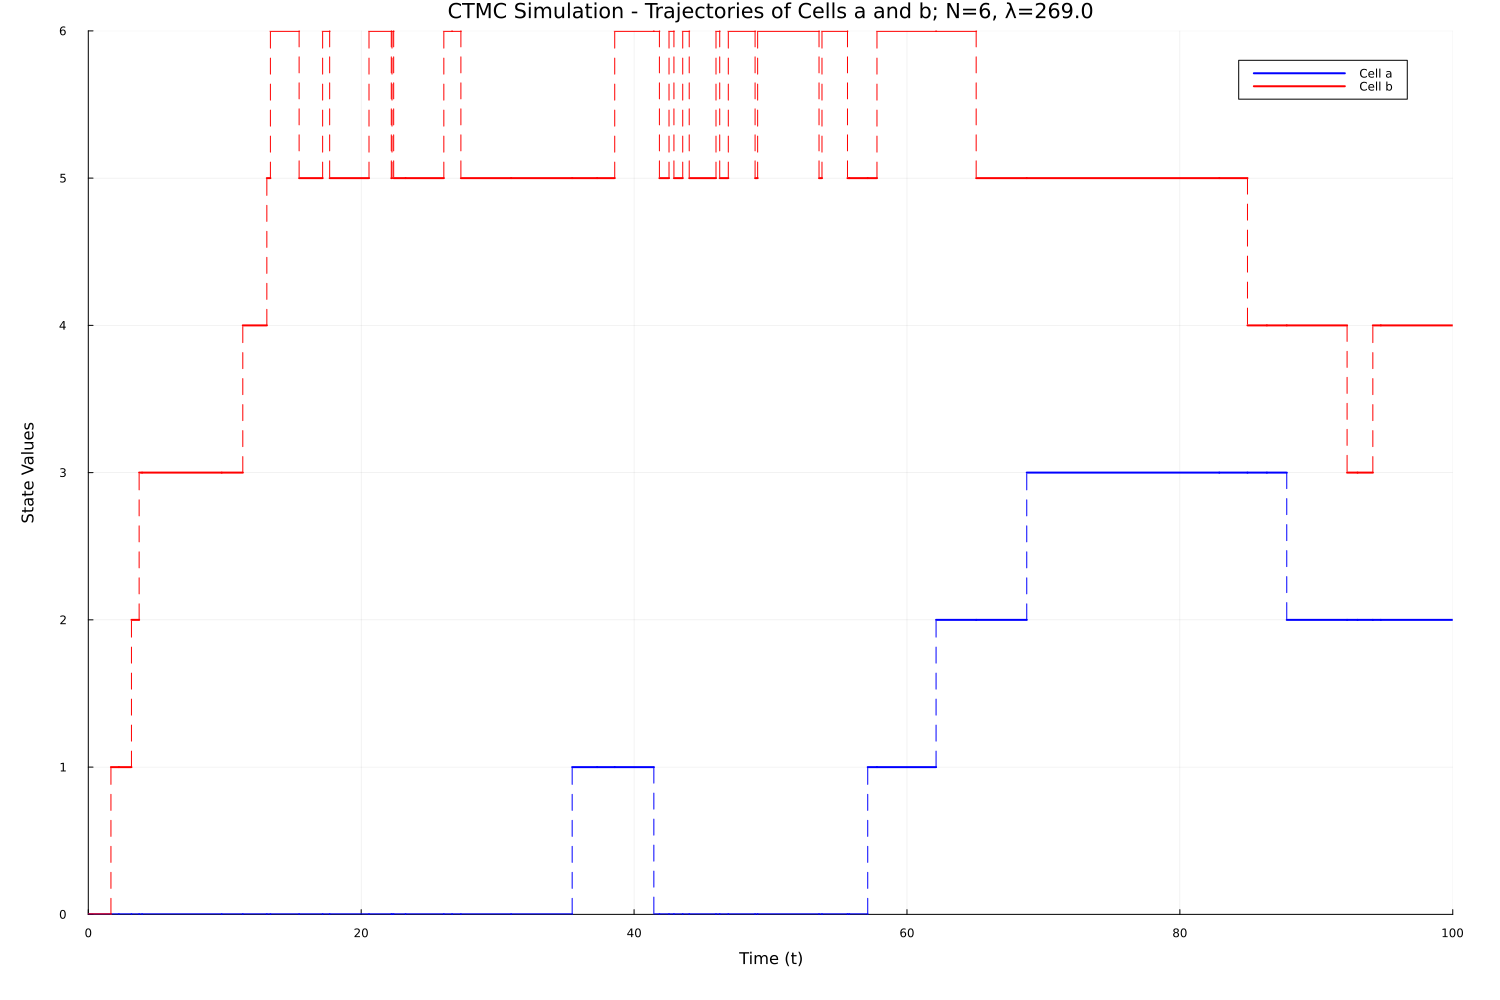 CTMC Simulation - Trajectories of Cells a and b; N=6, λ=269.0
Cell a
Cell b
6
5
4
3
2
1
0
State Values
0 20 40 60 80 100
Time (t)